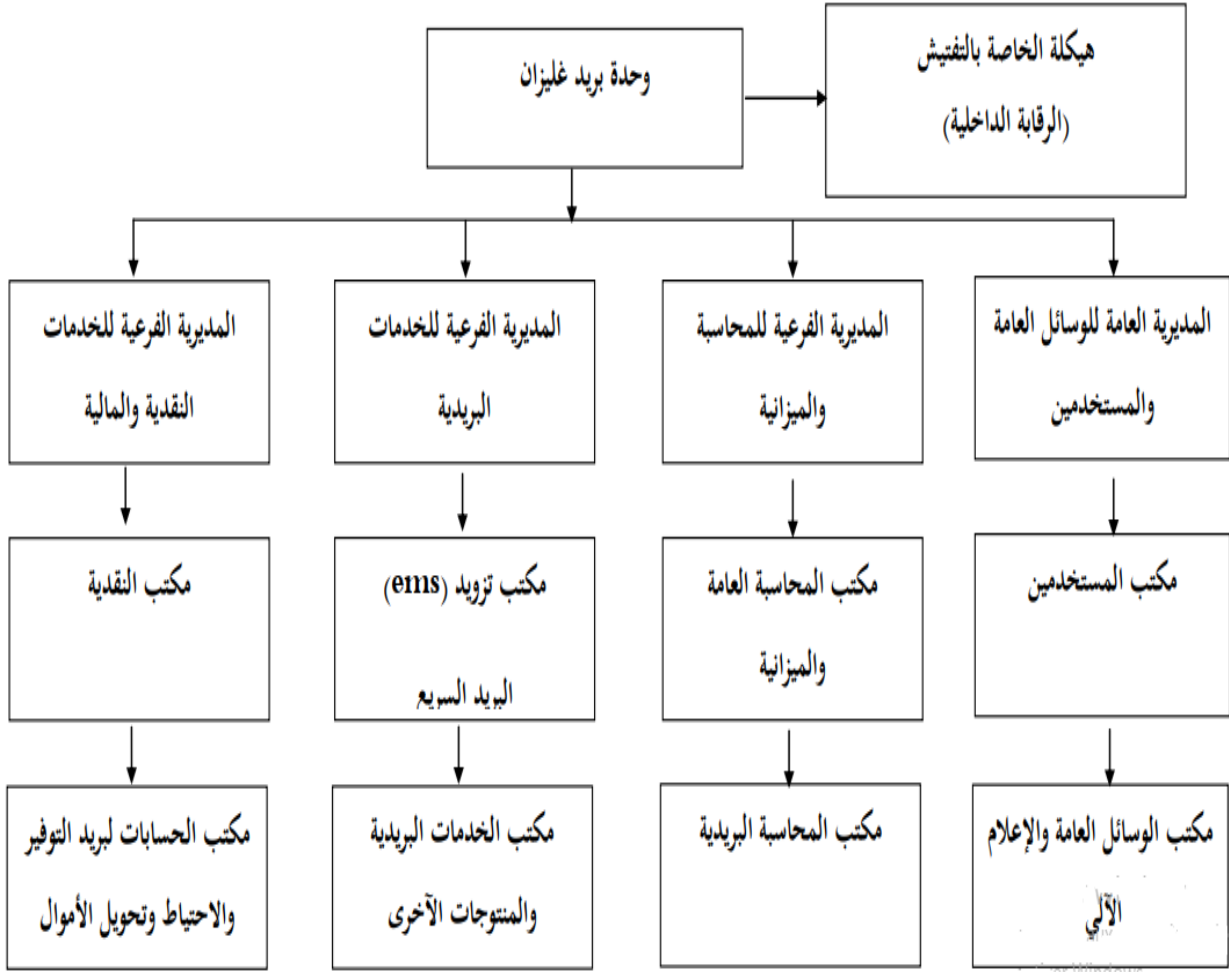 وحدة بريد غليزان
هيكلة الخاصة بالتفتيش
(الرقابة الداخلية)
المديرية العامة للوسائل العامة
والمستخدمين
المديرية الفرعية للمحاسبة
والميزانية
المديرية الفرعية للخدمات
البريدية
المديرية الفرعية للخدمات
النقدية والمالية
مكتب المستخدمين
مكتب المحاسبة العامة
والميزانية
مكتب تزويد (ems)
البريد السريع
مكتب النقدية
مكتب الوسائل العامة والإعلام
الآلي
مكتب المحاسبة البريدية
مكتب الخدمات البريدية
والمنتوجات الآخرى
مكتب الحسابات لبريد التوفير
والاحتياط وتحويل الأموال